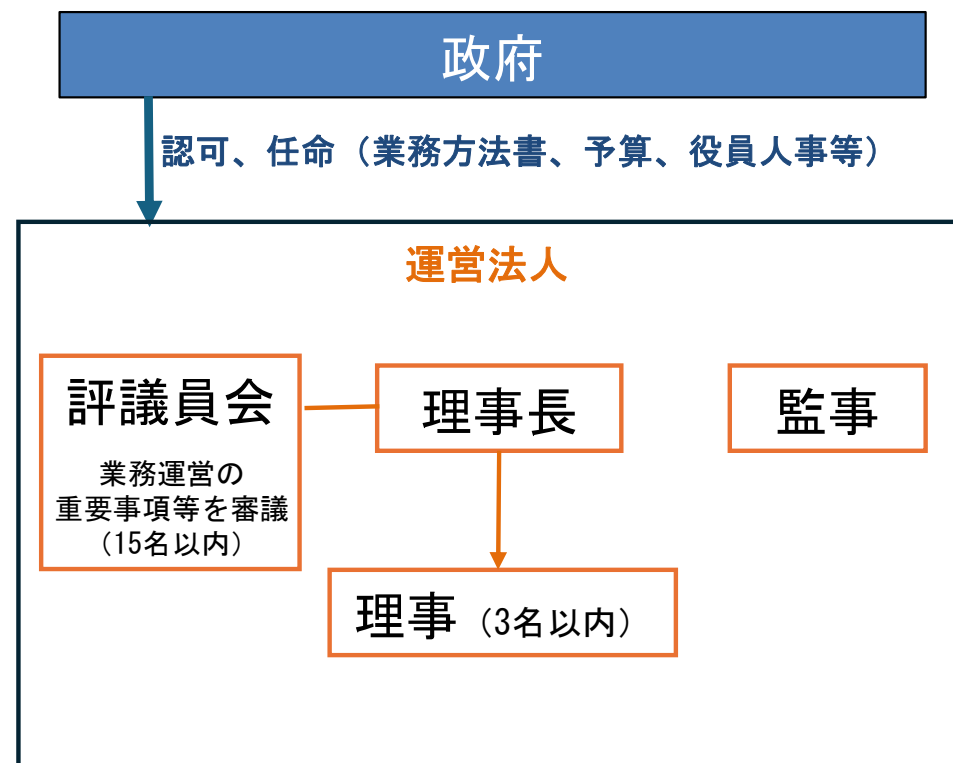 政府
認可、任命（業務方法書、予算、役員人事等）
運営法人
評議員会
業務運営の
重要事項等を審議
（15名以内）
理事長
監事
理事（3名以内）